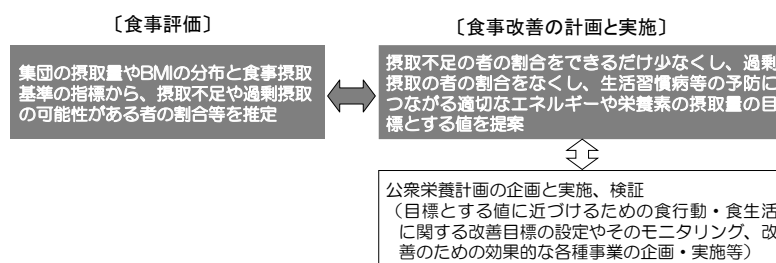 〔食事評価〕
〔食事改善の計画と実施〕
集団の摂取量やBMIの分布と食事摂取
基準の指標から、摂取不足や過剰摂取
の可能性がある者の割合等を推定
摂取不足の者の割合をできるだけ少なくし、過剰
摂取の者の割合をなくし、生活習慣病等の予防に
つながる適切なエネルギーや栄養素の摂取量の目
標とする値を提案
公衆栄養計画の企画と実施、検証
（目標とする値に近づけるための食行動・食生活
に関する改善目標の設定やそのモニタリング、改
善のための効果的な各種事業の企画・実施等）